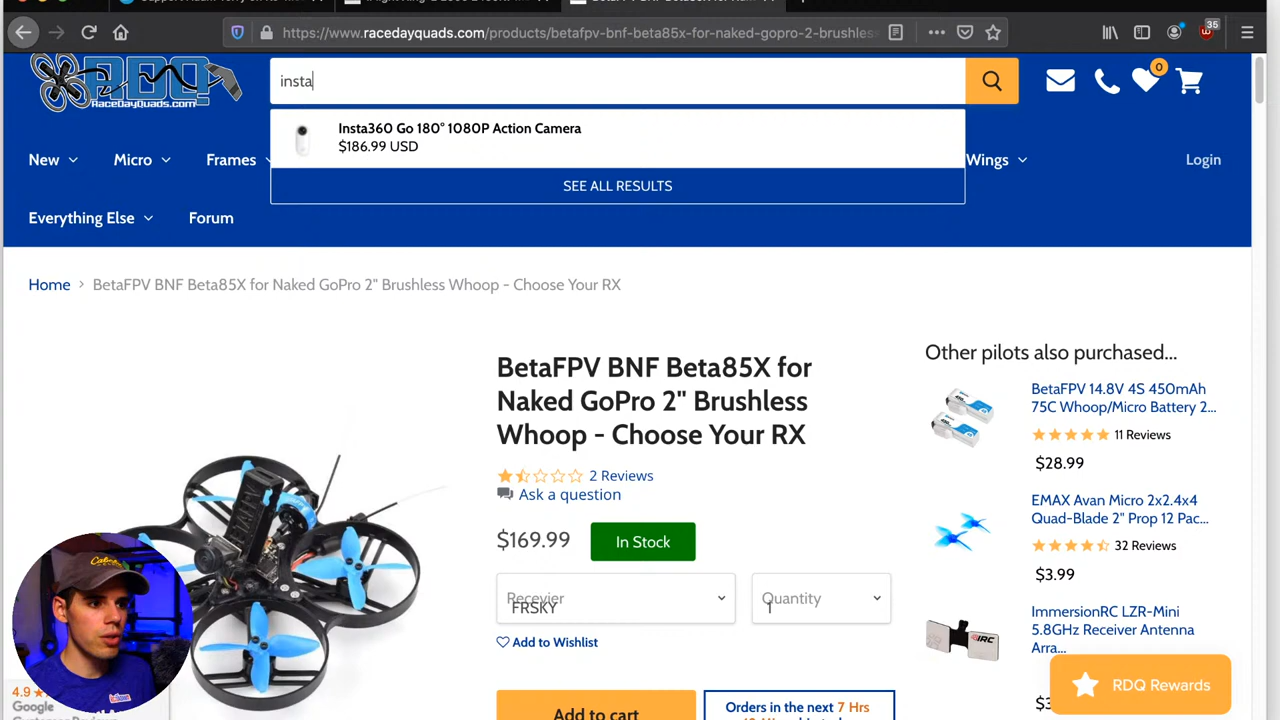 https://www.racedayquads.com/products/betafpv-bnf-beta85x-for-naked-gopro-2-brushless
35
RDQ
RaceDayQuads.com
insta
0
Insta360 Go 180° 1080P Action Camera
$186.99 USD
SEE ALL RESULTS
New
Micro
Frames
Wings
Login
Everything Else
Forum
Home > BetaFPV BNF Beta85X for Naked GoPro 2" Brushless Whoop - Choose Your RX
BetaFPV BNF Beta85X for
Naked GoPro 2" Brushless
Whoop - Choose Your RX
2 Reviews
Ask a question
$169.99
In Stock
Recevier
FRSKY
Quantity
1
Add to Wishlist
Add to cart
Orders in the next 7 Hrs
Other pilots also purchased...
BetaFPV 14.8V 4S 450mAh
75C Whoop/Micro Battery 2...
11 Reviews
$28.99
EMAX Avan Micro 2x2.4x4
Quad-Blade 2" Prop 12 Pac...
32 Reviews
$3.99
ImmersionRC LZR-Mini
5.8GHz Receiver Antenna
Arra...
RDQ Rewards
4.9
Google